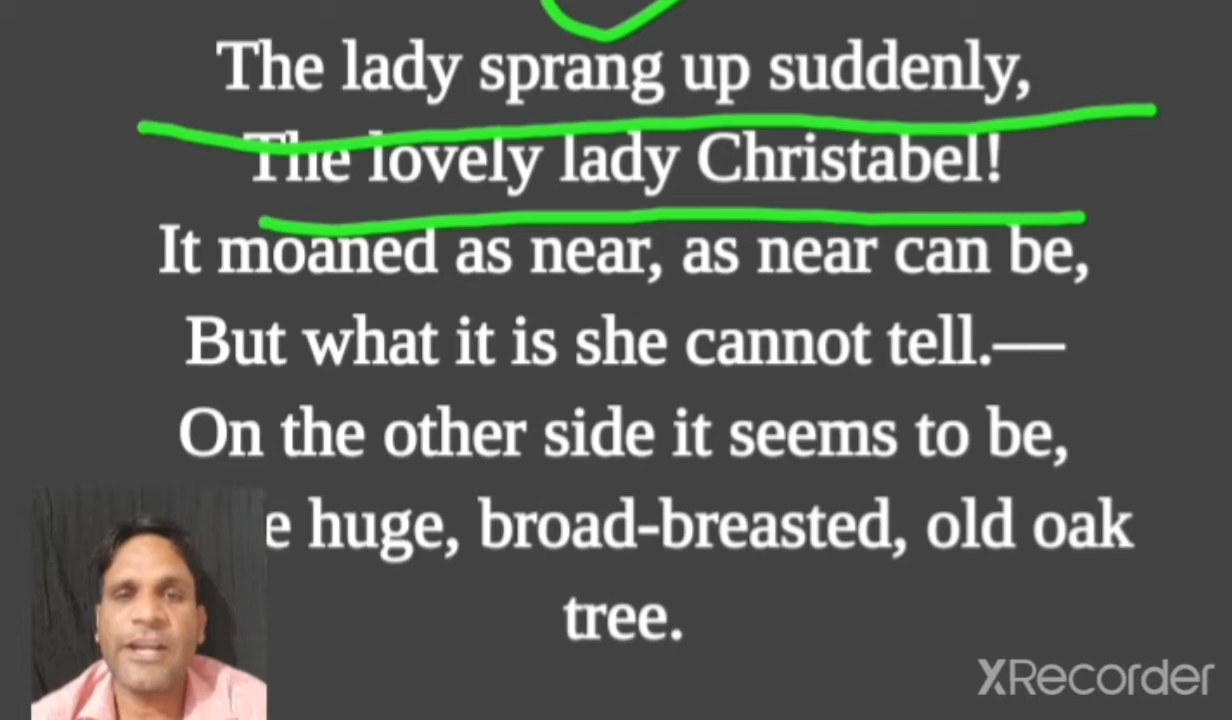 The lady sprang up suddenly,
The lovely lady Christabel!
It moaned as near, as near can be,
But what it is she cannot tell.—
On the other side it seems to be,
huge, broad-breasted, old oak
tree.
XRecorder